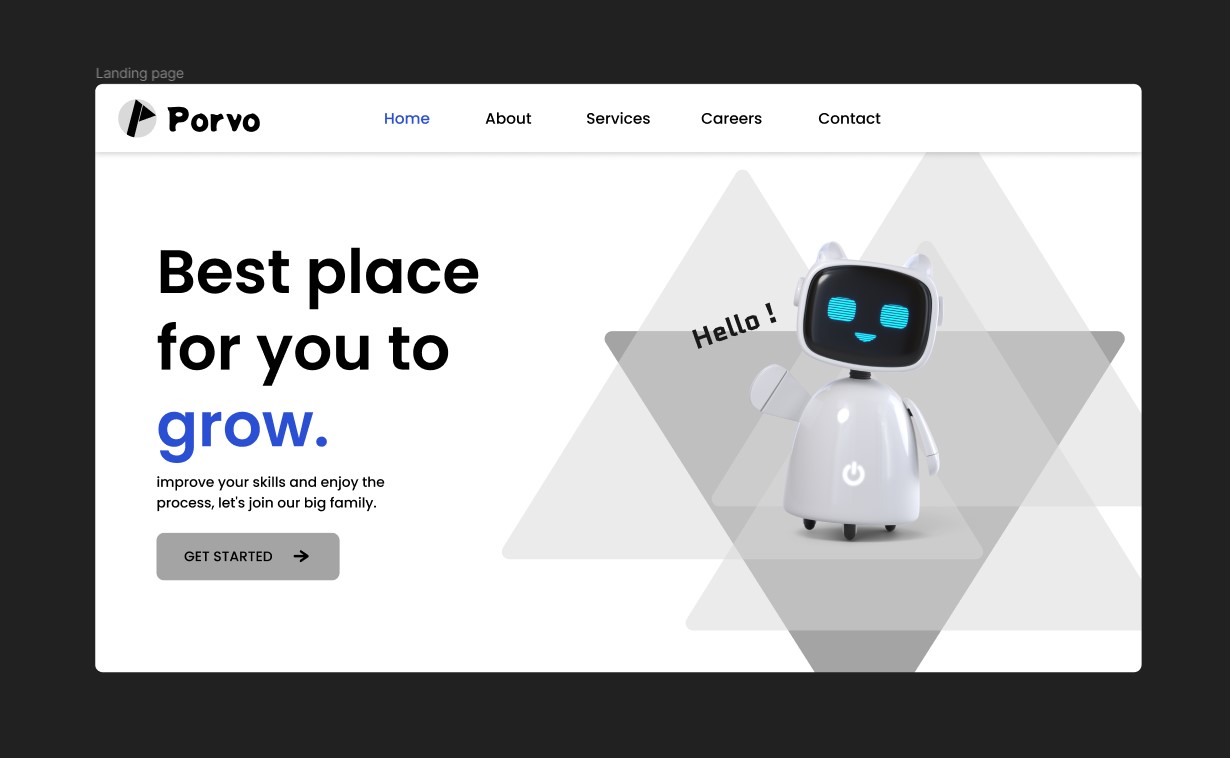 Landing page
Porvo
Home About Services Careers Contact
Best place
for you to
grow.
improve your skills and enjoy the
process, let's join our big family.
GET STARTED
Hello !